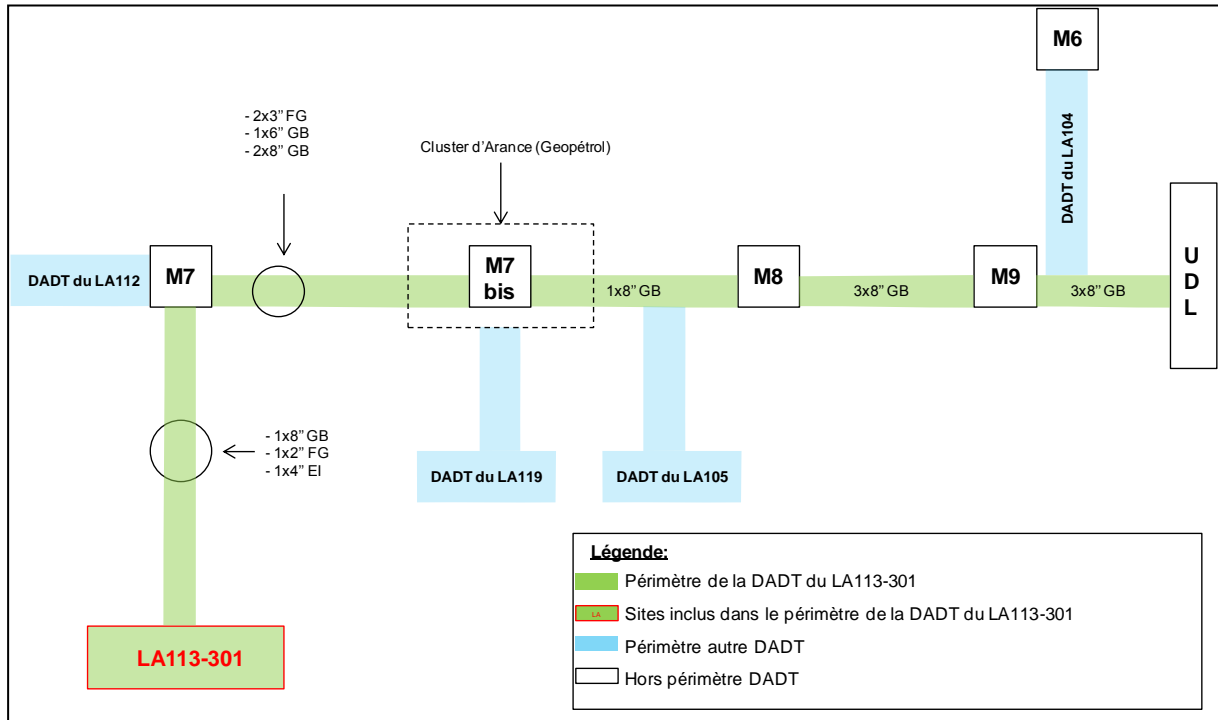 M6
- 2x3" FG
- 1x6" GB
- 2x8" GB
Cluster d'Arance (Geopétrol)
DADT du LA104
DADT du LA112
M7
M7
bis
1x8" GB
M8
3x8" GB
M9
3x8" GB
U
D
L
- 1x8" GB
- 1x2" FG
- 1x4" EI
DADT du LA119
DADT du LA105
LA113-301
Légende:
Périmètre de la DADT du LA113-301
LA
Sites inclus dans le périmètre de la DADT du LA113-301
Périmètre autre DADT
Hors périmètre DADT